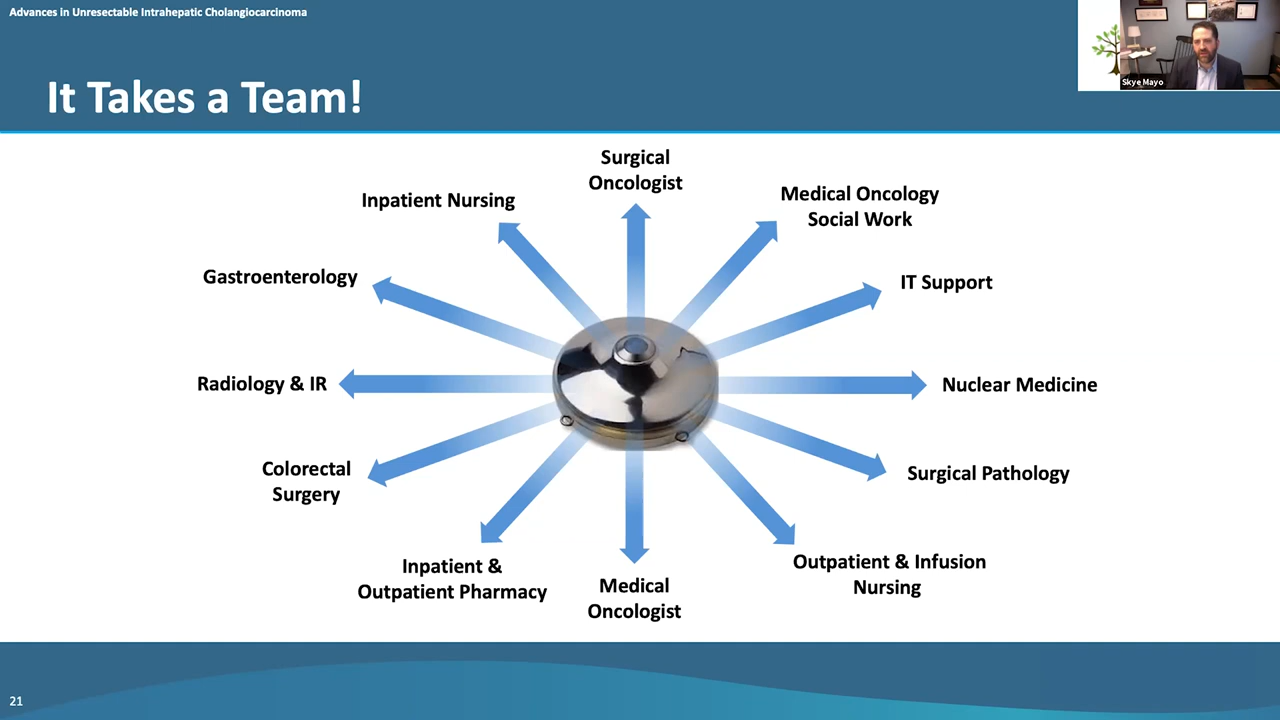 Advances in Unresectable Intrahepatic Cholangiocarcinoma
Skye Mayo
It Takes a Team!
Surgical
Oncologist
Medical Oncology
Social Work
Inpatient Nursing
Gastroenterology
IT Support
Radiology & IR
Nuclear Medicine
Colorectal
Surgery
Surgical Pathology
Inpatient &
Outpatient Pharmacy
Medical
Oncologist
Outpatient & Infusion
Nursing
21